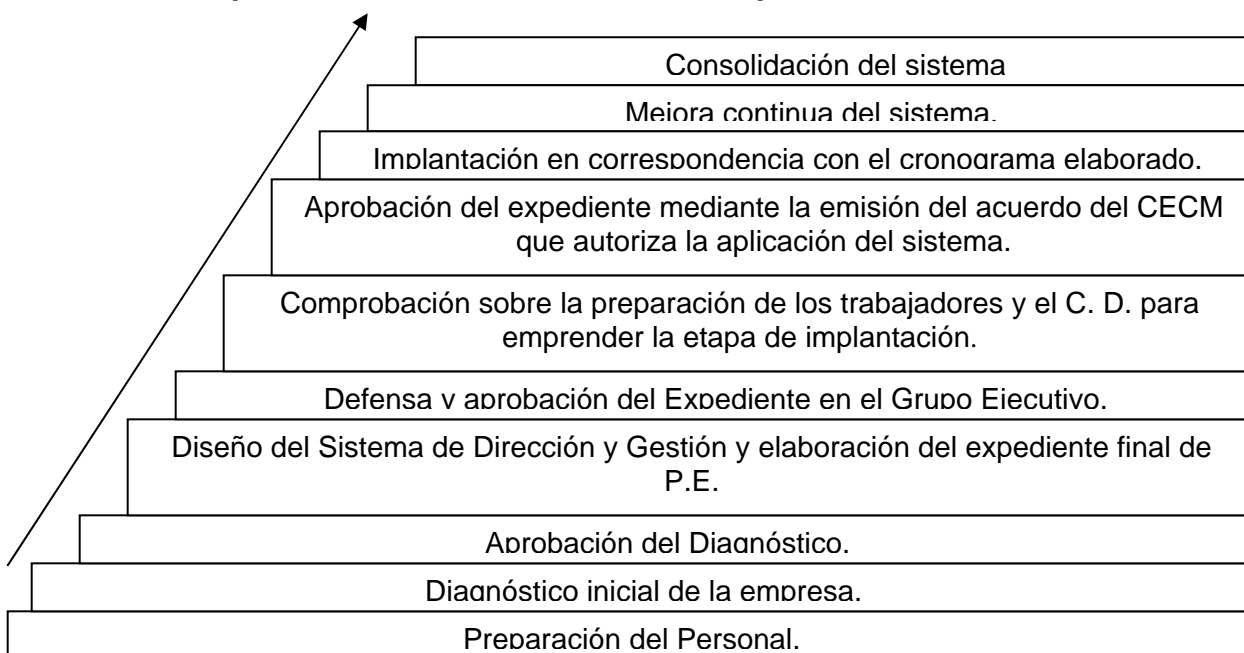 Consolidación del sistema
Mejora continua del sistema.
Implantación en correspondencia con el cronograma elaborado.
Aprobación del expediente mediante la emisión del acuerdo del CECM
que autoriza la aplicación del sistema.
Comprobación sobre la preparación de los trabajadores y el C. D. para
emprender la etapa de implantación.
Defensa y aprobación del Expediente en el Grupo Ejecutivo.
Diseño del Sistema de Dirección y Gestión y elaboración del expediente final de
P.E.
Aprobación del Diagnóstico.
Diagnóstico inicial de la empresa.
Preparación del Personal.